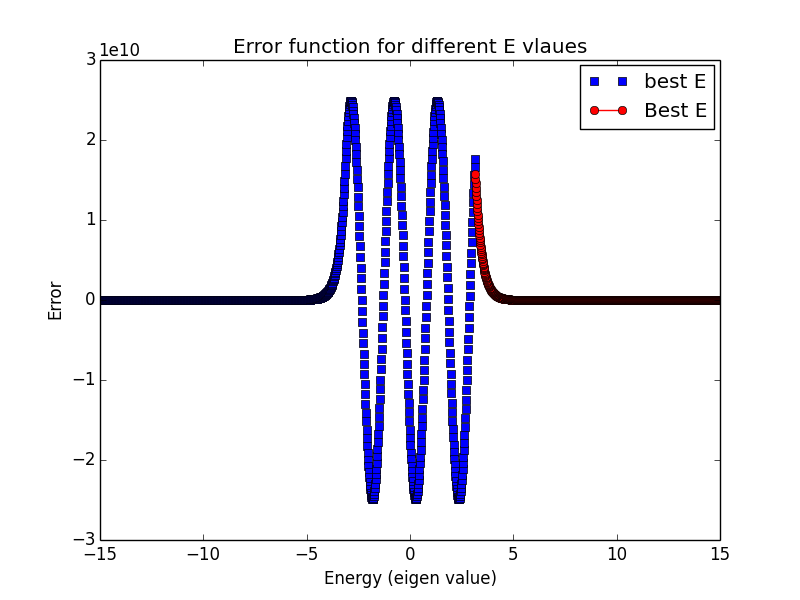 Error function for different E vlaues
1e10
best E
Best E
3
2
1
0
−1
−2
−3
Error
−15
−10
−5
0
5
10
15
Energy (eigen value)